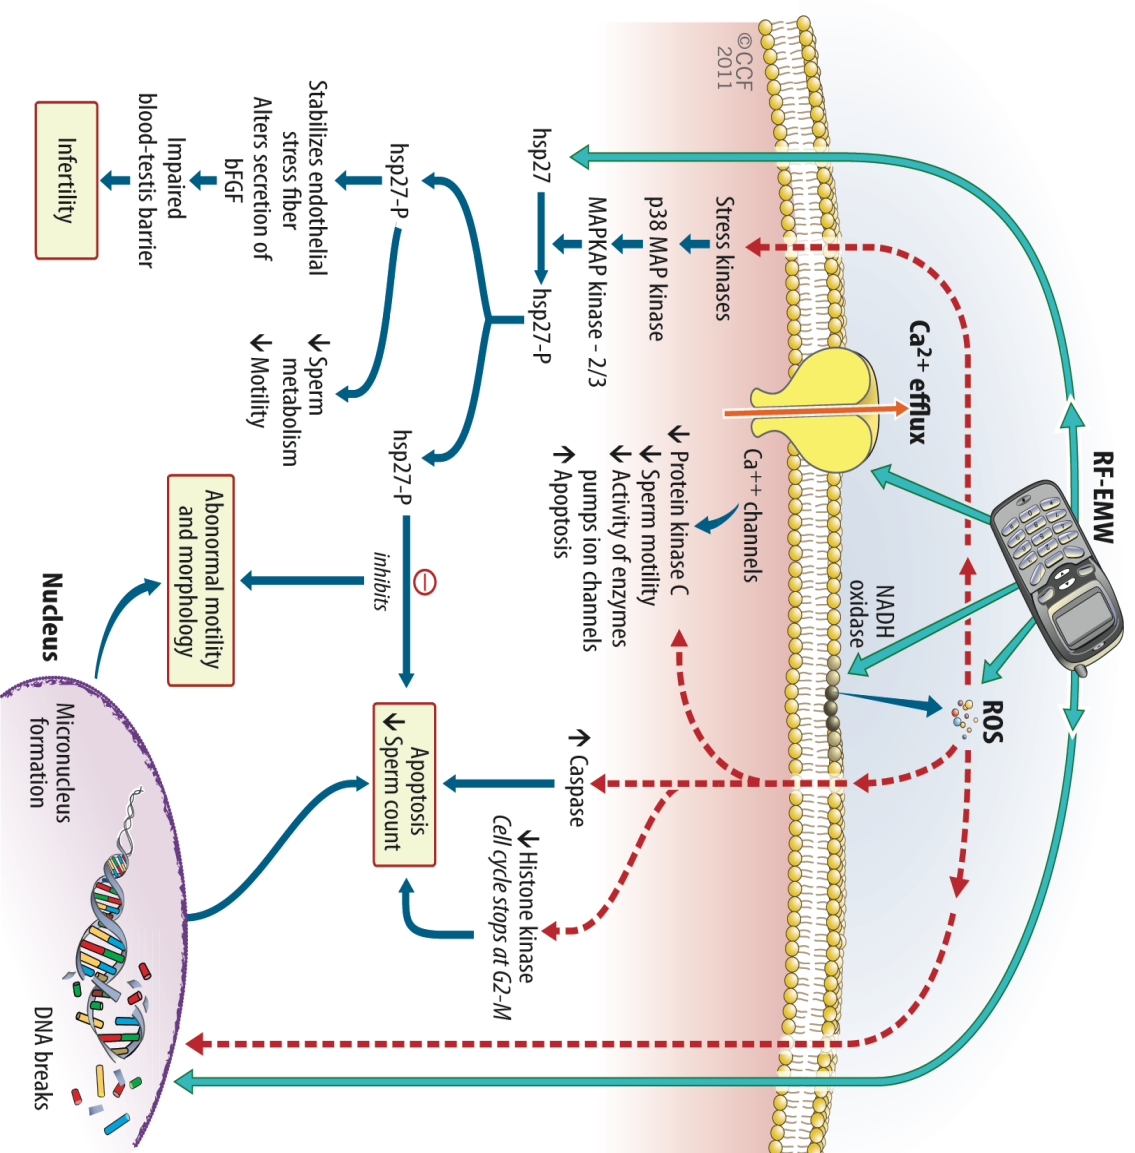 RF-EMW
©CCF
2011
Ca2+ efflux
NADH
oxidase
ROS
Stress kinases
p38 MAP kinase
MAPKAP kinase - 2/3
hsp27
hsp27-P
Ca++ channels
↓ Protein kinase C
↓ Sperm motility
↓ Activity of enzymes
pumps ion channels
↑ Apoptosis
↑ Caspase
↓ Histone kinase
Cell cycle stops at G2-M
hsp27-P
Stabilizes endothelial
stress fiber
Alters secretion of
bFGF
Impaired
blood-testis barrier
Infertility
↓ Sperm
metabolism
↓ Motility
hsp27-P
inhibits
Apoptosis
↓ Sperm count
Abonormal motility
and morphology
Nucleus
Micronucleus
formation
DNA breaks